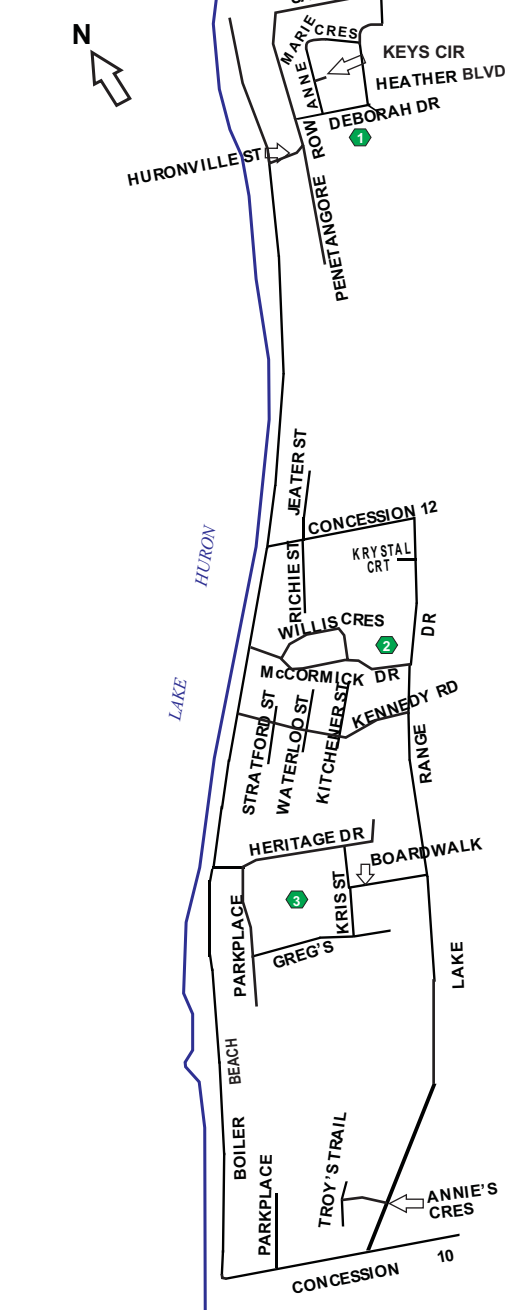 N
MARIE
CRES
ANNE
KEYS CIR
HEATHER BLVD
DEBORAH DR
1
ROW
HURONVILLE ST
PENETANGORE
JEATER ST
CONCESSION 12
HURON
KRYSTAL
CRT
RICHIE ST
WILLIS CRES
DR
2
McCORMICK DR
LAKE
KENNEDY RD
STRATFORD ST
WATERLOO ST
KITCHENER ST
RANGE
HERITAGE DR
BOARDWALK
KRIS ST
3
PARKPLACE
GREG'S
LAKE
BEACH
BOILER
PARKPLACE
TROY'S TRAIL
ANNIE'S
CRES
CONCESSION 10